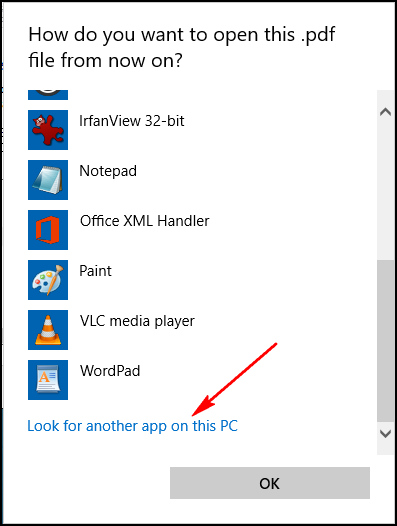 How do you want to open this .pdf
file from now on?
IrfanView 32-bit
Notepad
Office XML Handler
Paint
VLC media player
WordPad
Look for another app on this PC
OK